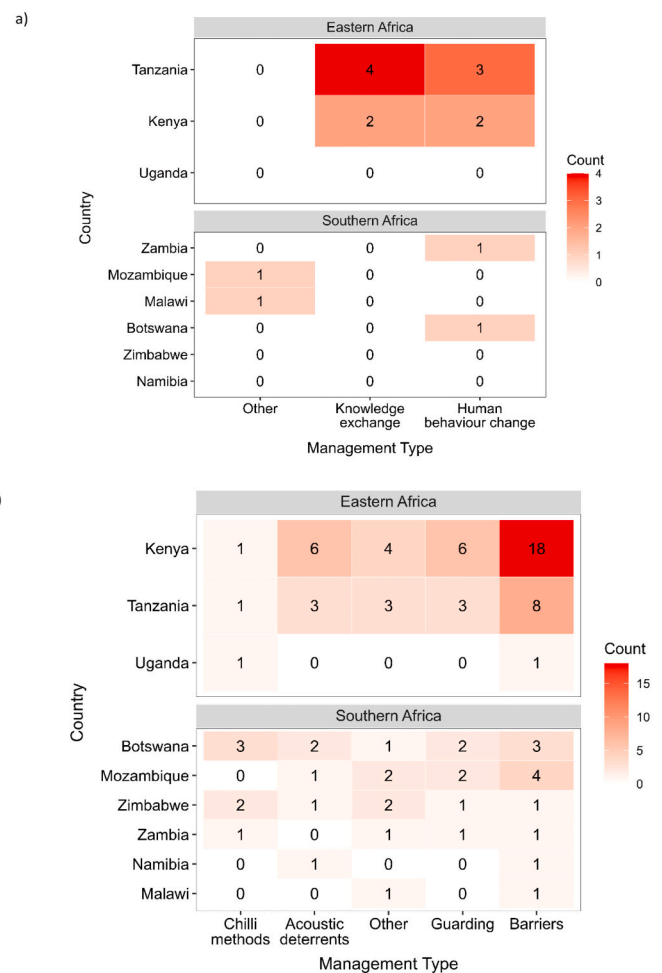 a)
Eastern Africa
Tanzania 0 4 3
Kenya 0 2 2
Uganda 0 0 0
Southern Africa
Zambia 0 0 1
Mozambique 1 0 0
Malawi 1 0 0
Botswana 0 0 1
Zimbabwe 0 0 0
Namibia 0 0 0
Other Knowledge Human
exchange behaviour change
Management Type
Country
Count
4
3
2
1
0
)
Eastern Africa
Kenya 1 6 4 6 18
Tanzania 1 3 3 3 8
Uganda 1 0 0 0 1
Southern Africa
Botswana 3 2 1 2 3
Mozambique 0 1 2 2 4
Zimbabwe 2 1 2 1 1
Zambia 1 0 1 1 1
Namibia 0 1 0 0 1
Malawi 0 0 1 0 1
Chilli Acoustic Other Guarding Barriers
methods deterrents
Management Type
Country
Count
15
10
5
0